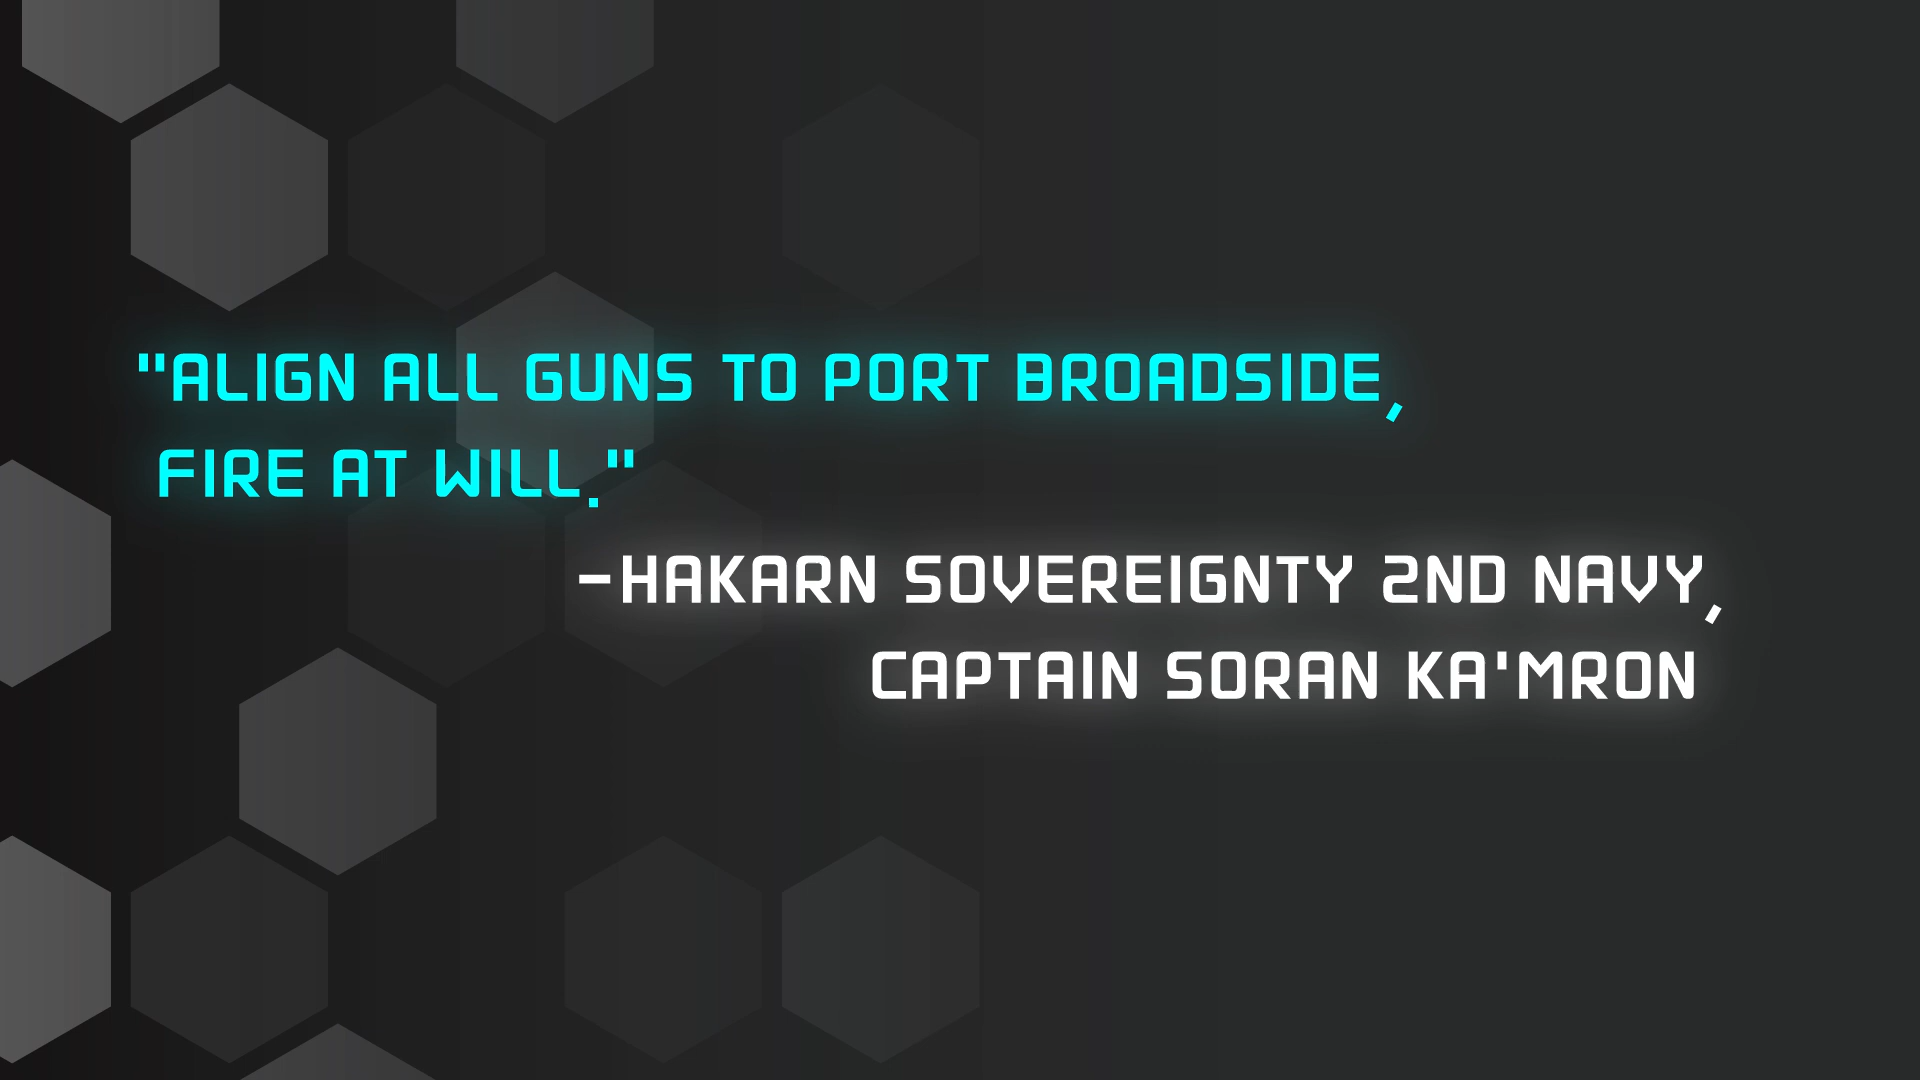 "ALIGN ALL GUNS TO PORT BROADSIDE,
FIRE AT WILL."
-HAKARN SOVEREIGNTY 2ND NAVY,
CAPTAIN SORAN KA'MRON